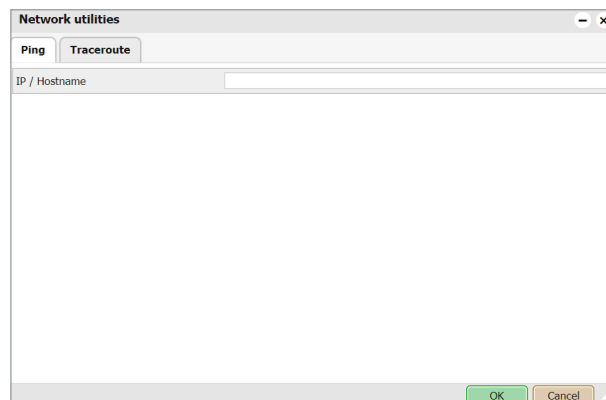 Network utilities
Ping Traceroute
IP / Hostname
OK Cancel